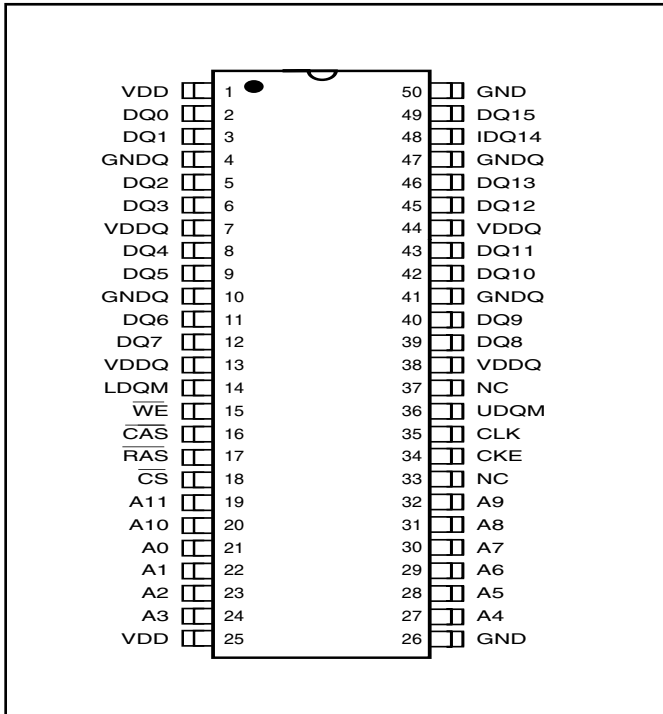 VDD 1 50 GND
DQ0 2 49 DQ15
DQ1 3 48 IDQ14
GNDQ 4 47 GNDQ
DQ2 5 46 DQ13
DQ3 6 45 DQ12
VDDQ 7 44 VDDQ
DQ4 8 43 DQ11
DQ5 9 42 DQ10
GNDQ 10 41 GNDQ
DQ6 11 40 DQ9
DQ7 12 39 DQ8
VDDQ 13 38 VDDQ
LDQM 14 37 NC
W̅E̅ 15 36 UDQM
C̅A̅S̅ 16 35 CLK
R̅A̅S̅ 17 34 CKE
C̅S̅ 18 33 NC
A11 19 32 A9
A10 20 31 A8
A0 21 30 A7
A1 22 29 A6
A2 23 28 A5
A3 24 27 A4
VDD 25 26 GND